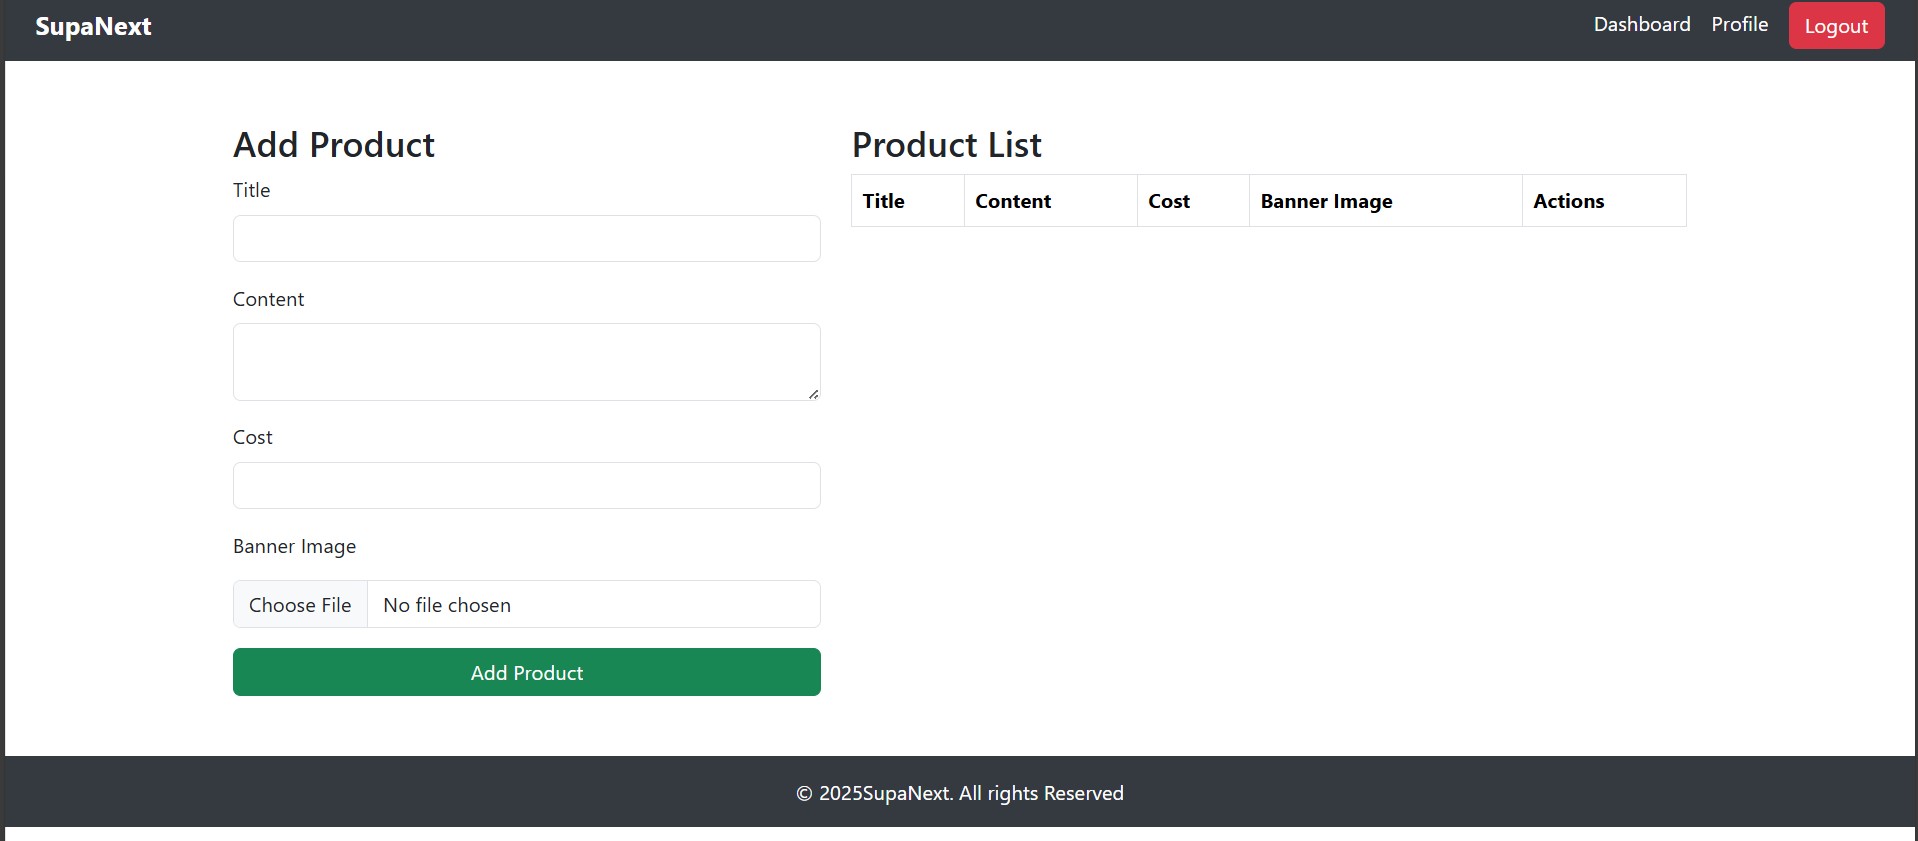 SupaNext
Dashboard Profile Logout
Add Product
Title
Content
Cost
Banner Image
Choose File No file chosen
Add Product
Product List
Title Content Cost Banner Image Actions
© 2025SupaNext. All rights Reserved